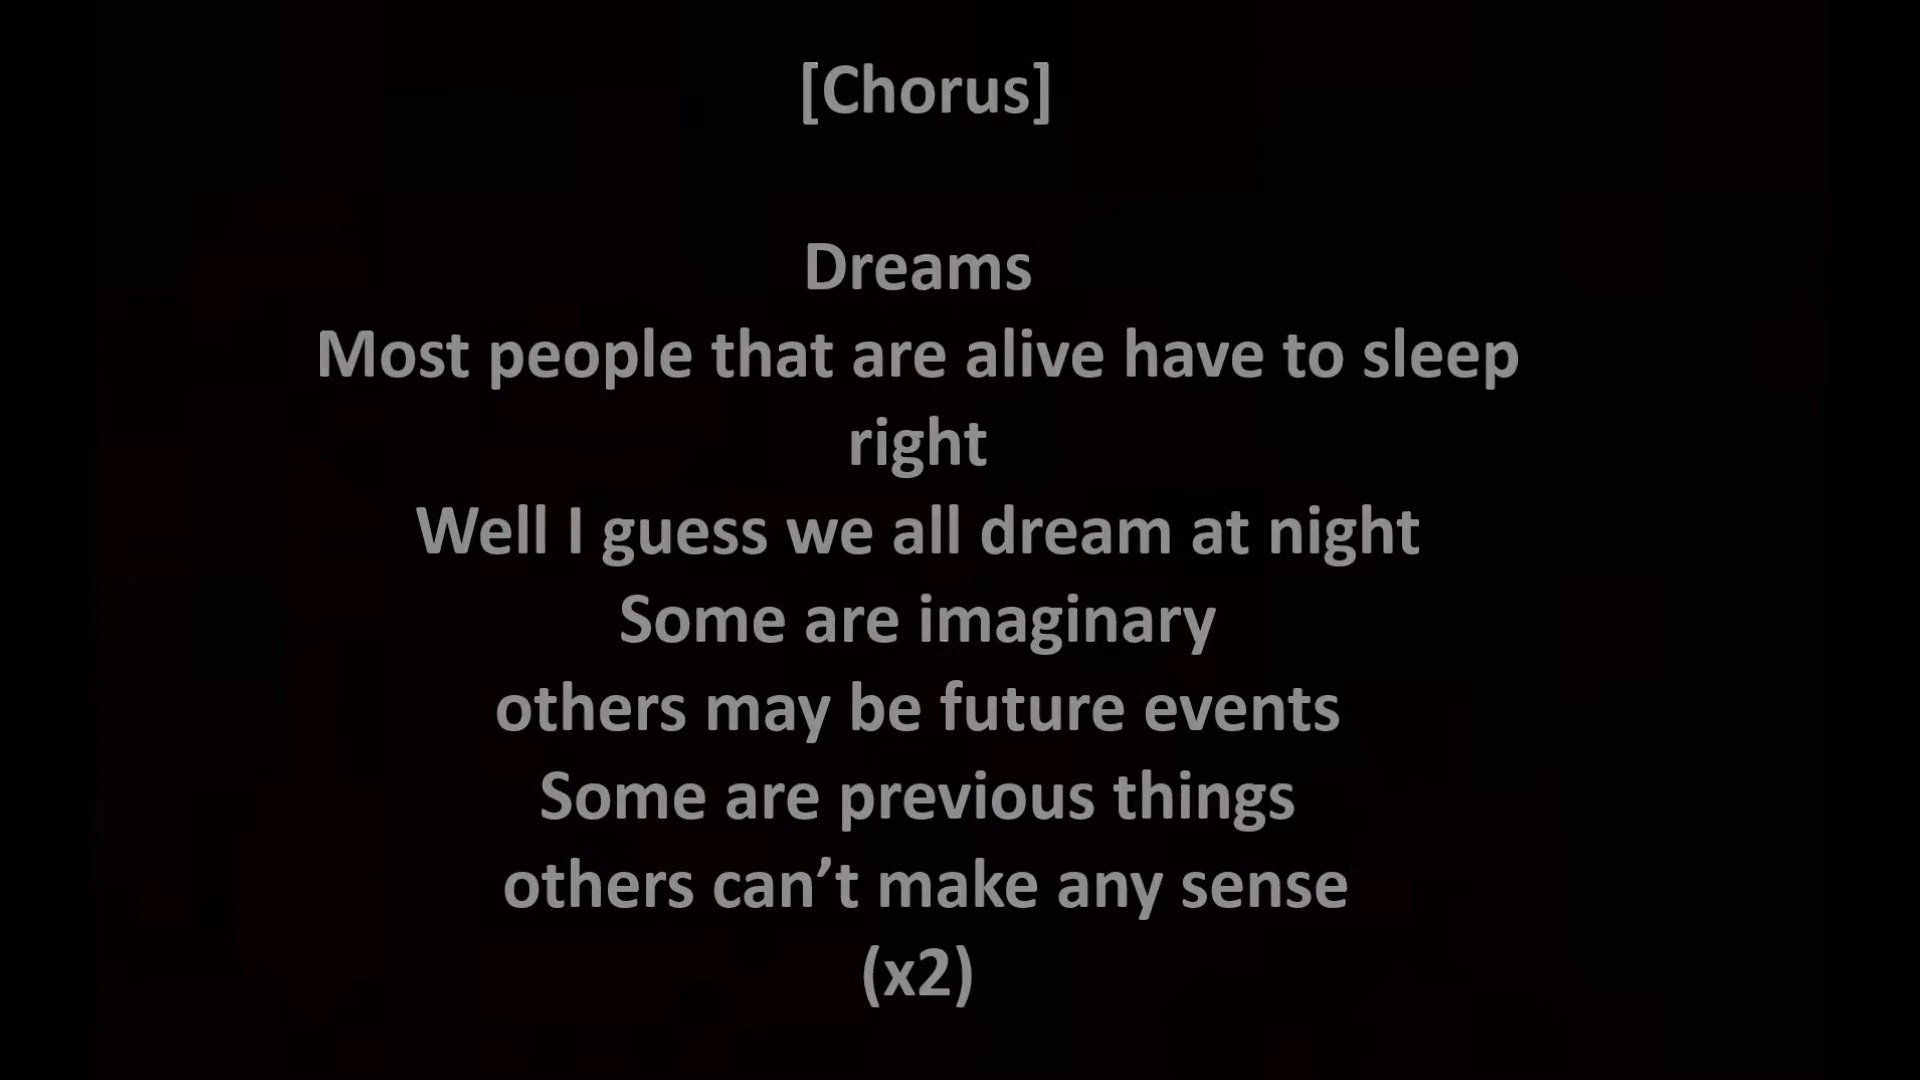 [Chorus]
Dreams
Most people that are alive have to sleep
right
Well I guess we all dream at night
Some are imaginary
others may be future events
Some are previous things
others can’t make any sense
(x2)